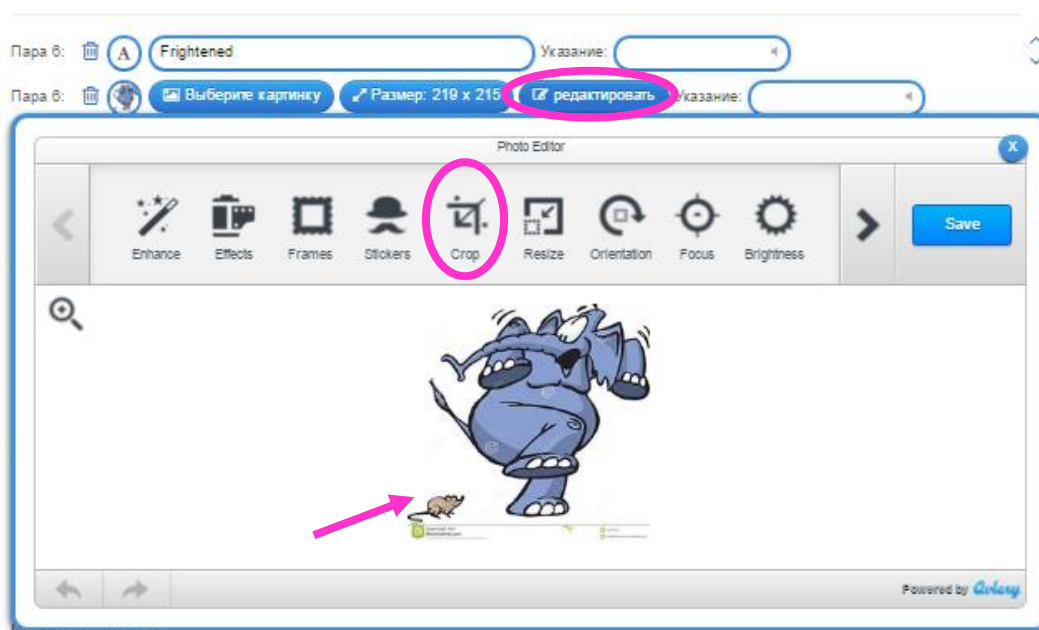 Пара 6: A Frightened Указание:
Пара 6: Выберите картинку Размер: 219 x 215 редактировать Указание:
Photo Editor X
Enhance Effects Frames Stickers Crop Resize Orientation Focus Brightness Save
Powered by Aviary